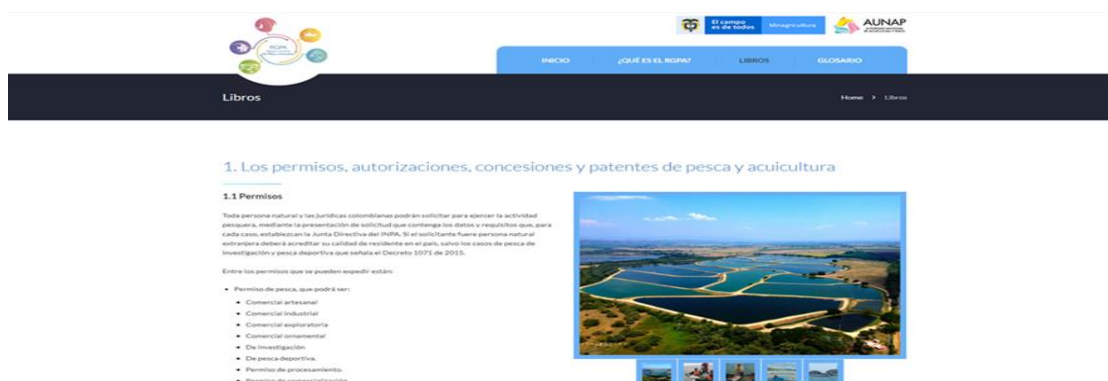 RGPA
El campo
es de todos
Minagricultura
AUNAP
INICIO
¿QUÉ ES EL RGPA?
LIBROS
GLOSARIO
Libros
Home > Libros
1. Los permisos, autorizaciones, concesiones y patentes de pesca y acuicultura
1.1 Permisos
Toda persona natural y las jurídicas colombianas podrán solicitar para ejercer la actividad
pesquera, mediante la presentación de solicitud que contenga los datos y requisitos que, para
cada caso, establezcan la Junta Directiva del INPA. Si el solicitante fuere persona natural
extranjera deberá acreditar su calidad de residente en el país, salvo los casos de pesca de
investigación y pesca deportiva que señala el Decreto 1071 de 2015.
Entre los permisos que se pueden expedir están:
• Permiso de pesca, que podrá ser:
• Comercial artesanal
• Comercial industrial
• Comercial exploratoria
• Comercial ornamental
• De investigación
• De pesca deportiva.
• Permiso de procesamiento.
• Permiso de comercialización